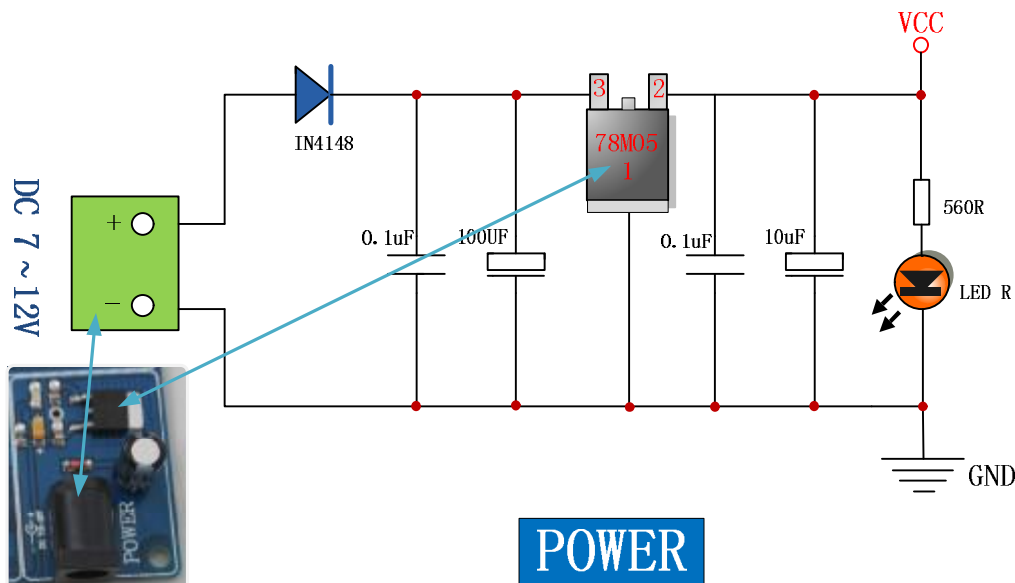 VCC
IN4148
3
2
78M05
1
DC 7~12V
+
−
0.1uF
100UF
0.1uF
10uF
560R
LED R
GND
POWER
POWER